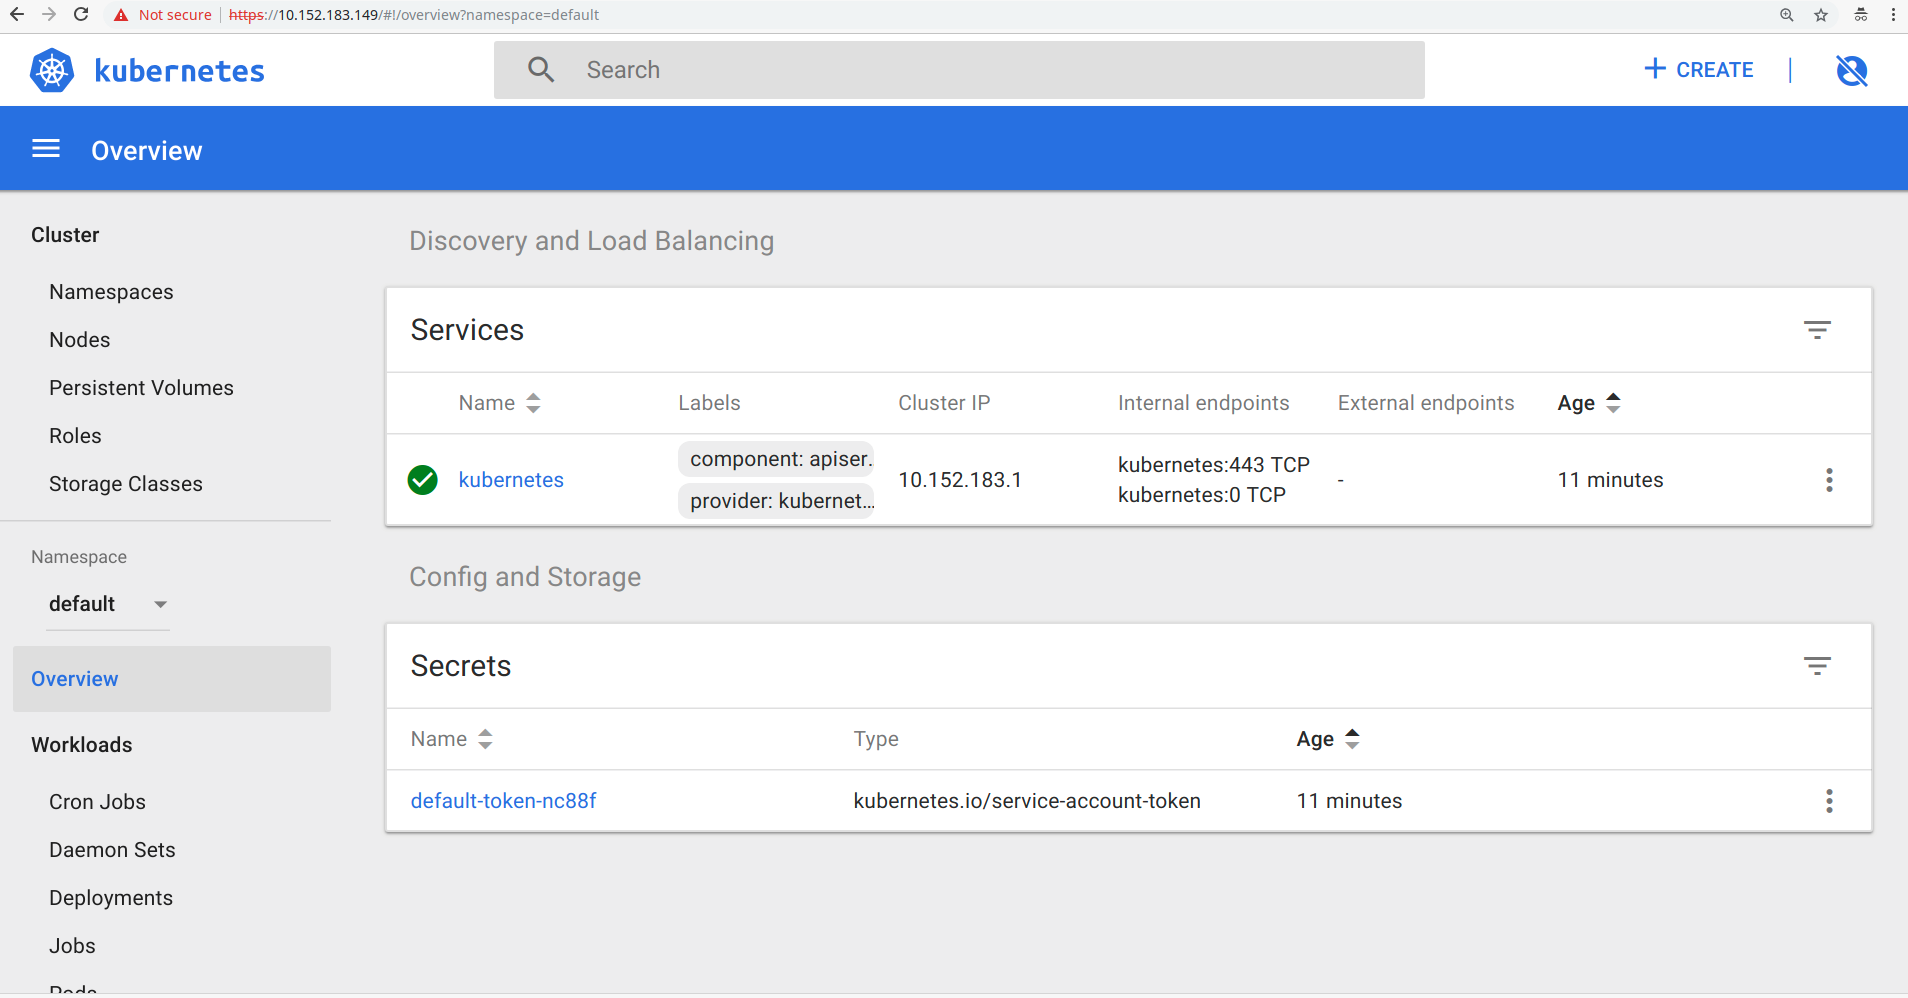 Not secure | https://10.152.183.149/#!/overview?namespace=default
kubernetes
Search
+ CREATE
Overview
Cluster
Namespaces
Nodes
Persistent Volumes
Roles
Storage Classes
Namespace
default
Overview
Workloads
Cron Jobs
Daemon Sets
Deployments
Jobs
Pods
Discovery and Load Balancing
Services
Name Labels Cluster IP Internal endpoints External endpoints Age
kubernetes component: apiser.. 10.152.183.1 kubernetes:443 TCP - 11 minutes
provider: kubernet... kubernetes:0 TCP
Config and Storage
Secrets
Name Type Age
default-token-nc88f kubernetes.io/service-account-token 11 minutes